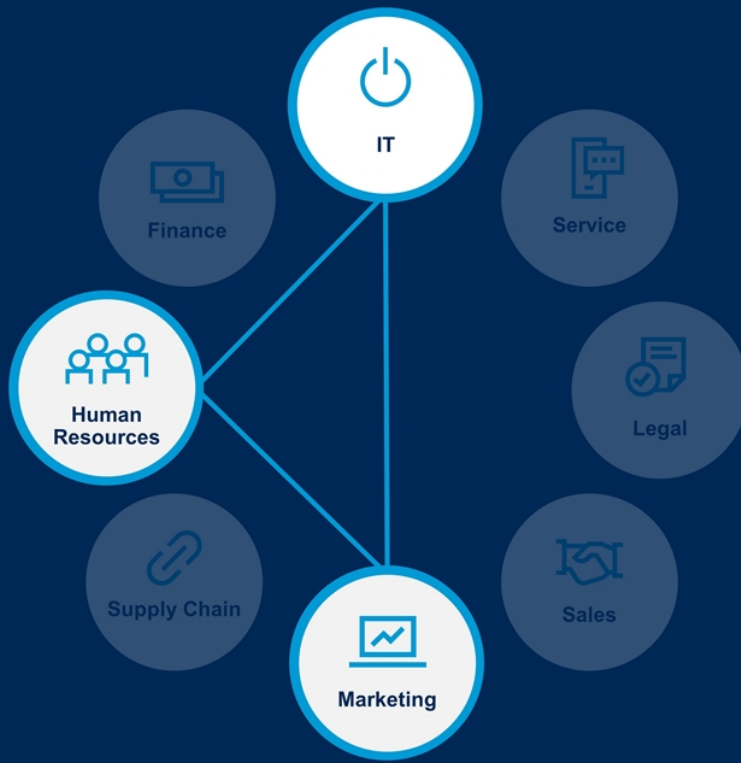 IT
Finance
Service
Human
Resources
Legal
Supply Chain
Sales
Marketing